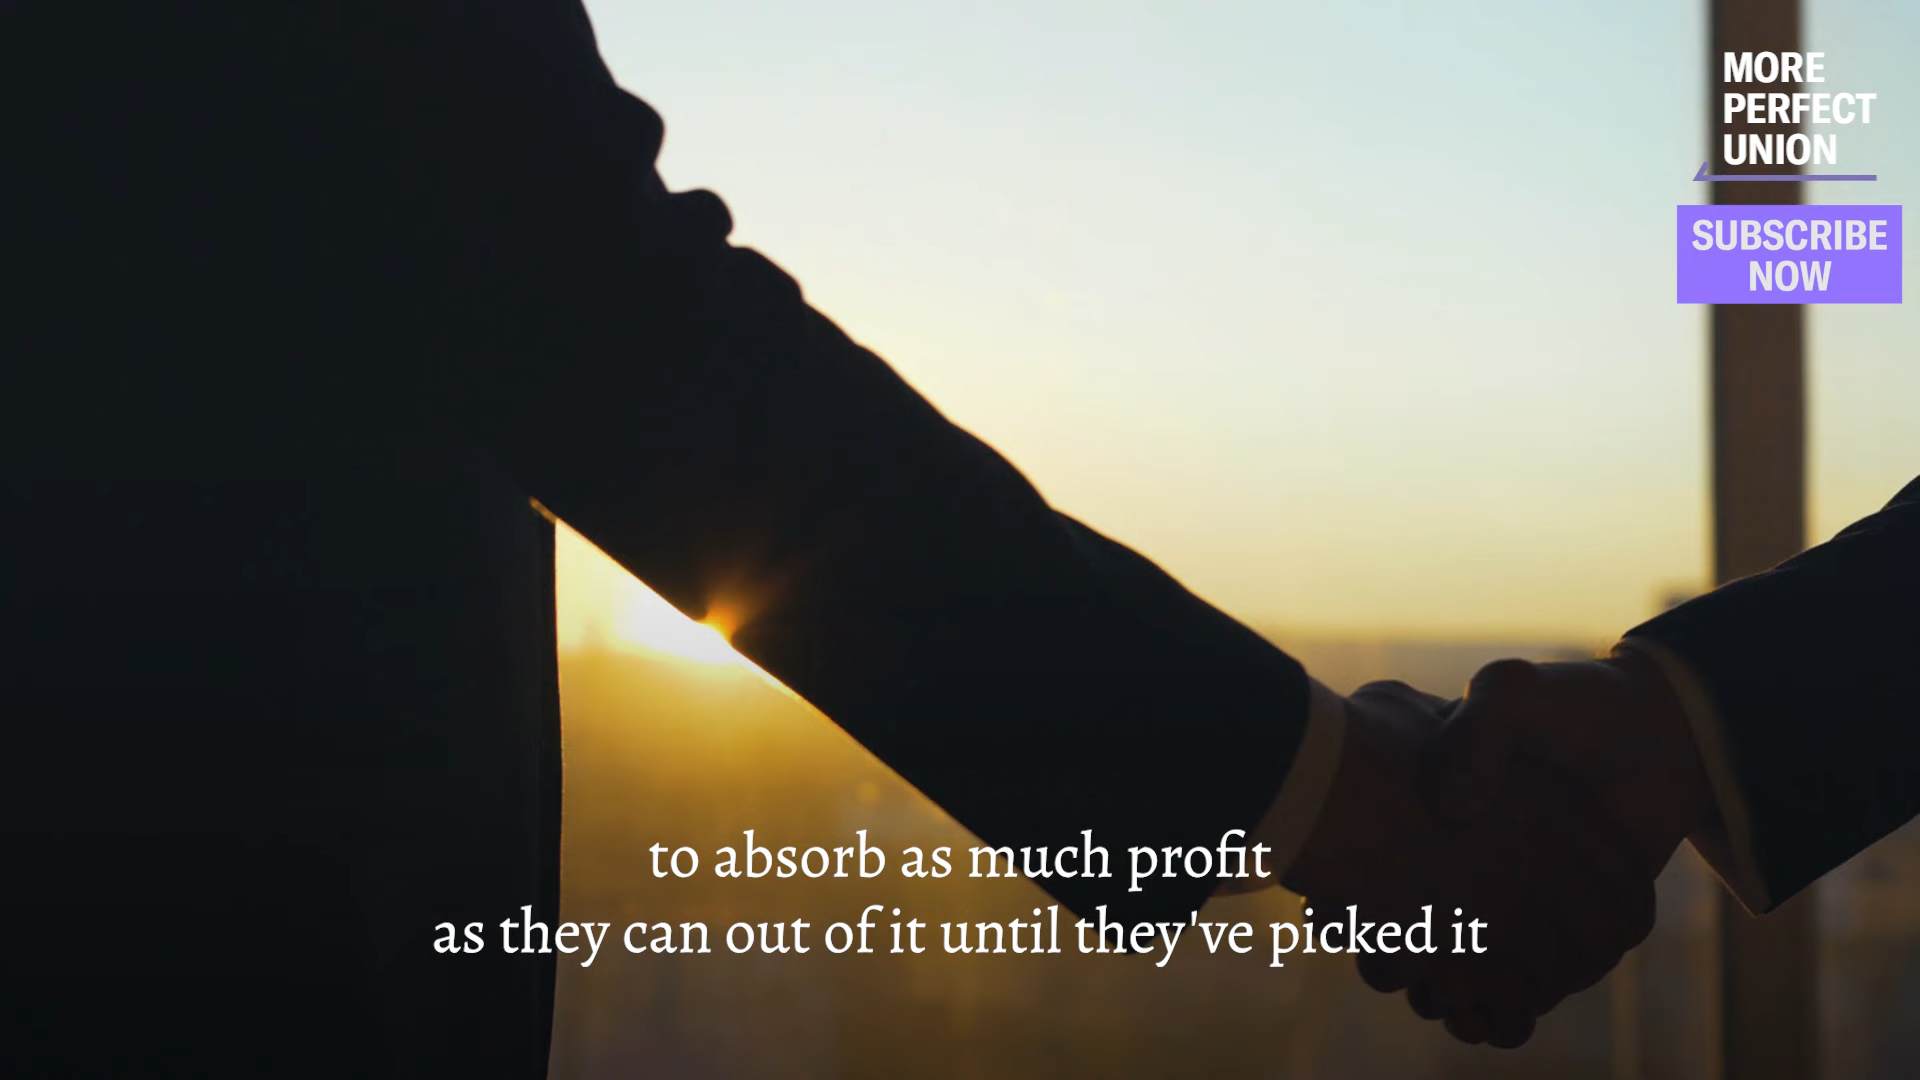 MORE
PERFECT
UNION
SUBSCRIBE
NOW
to absorb as much profit
as they can out of it until they've picked it